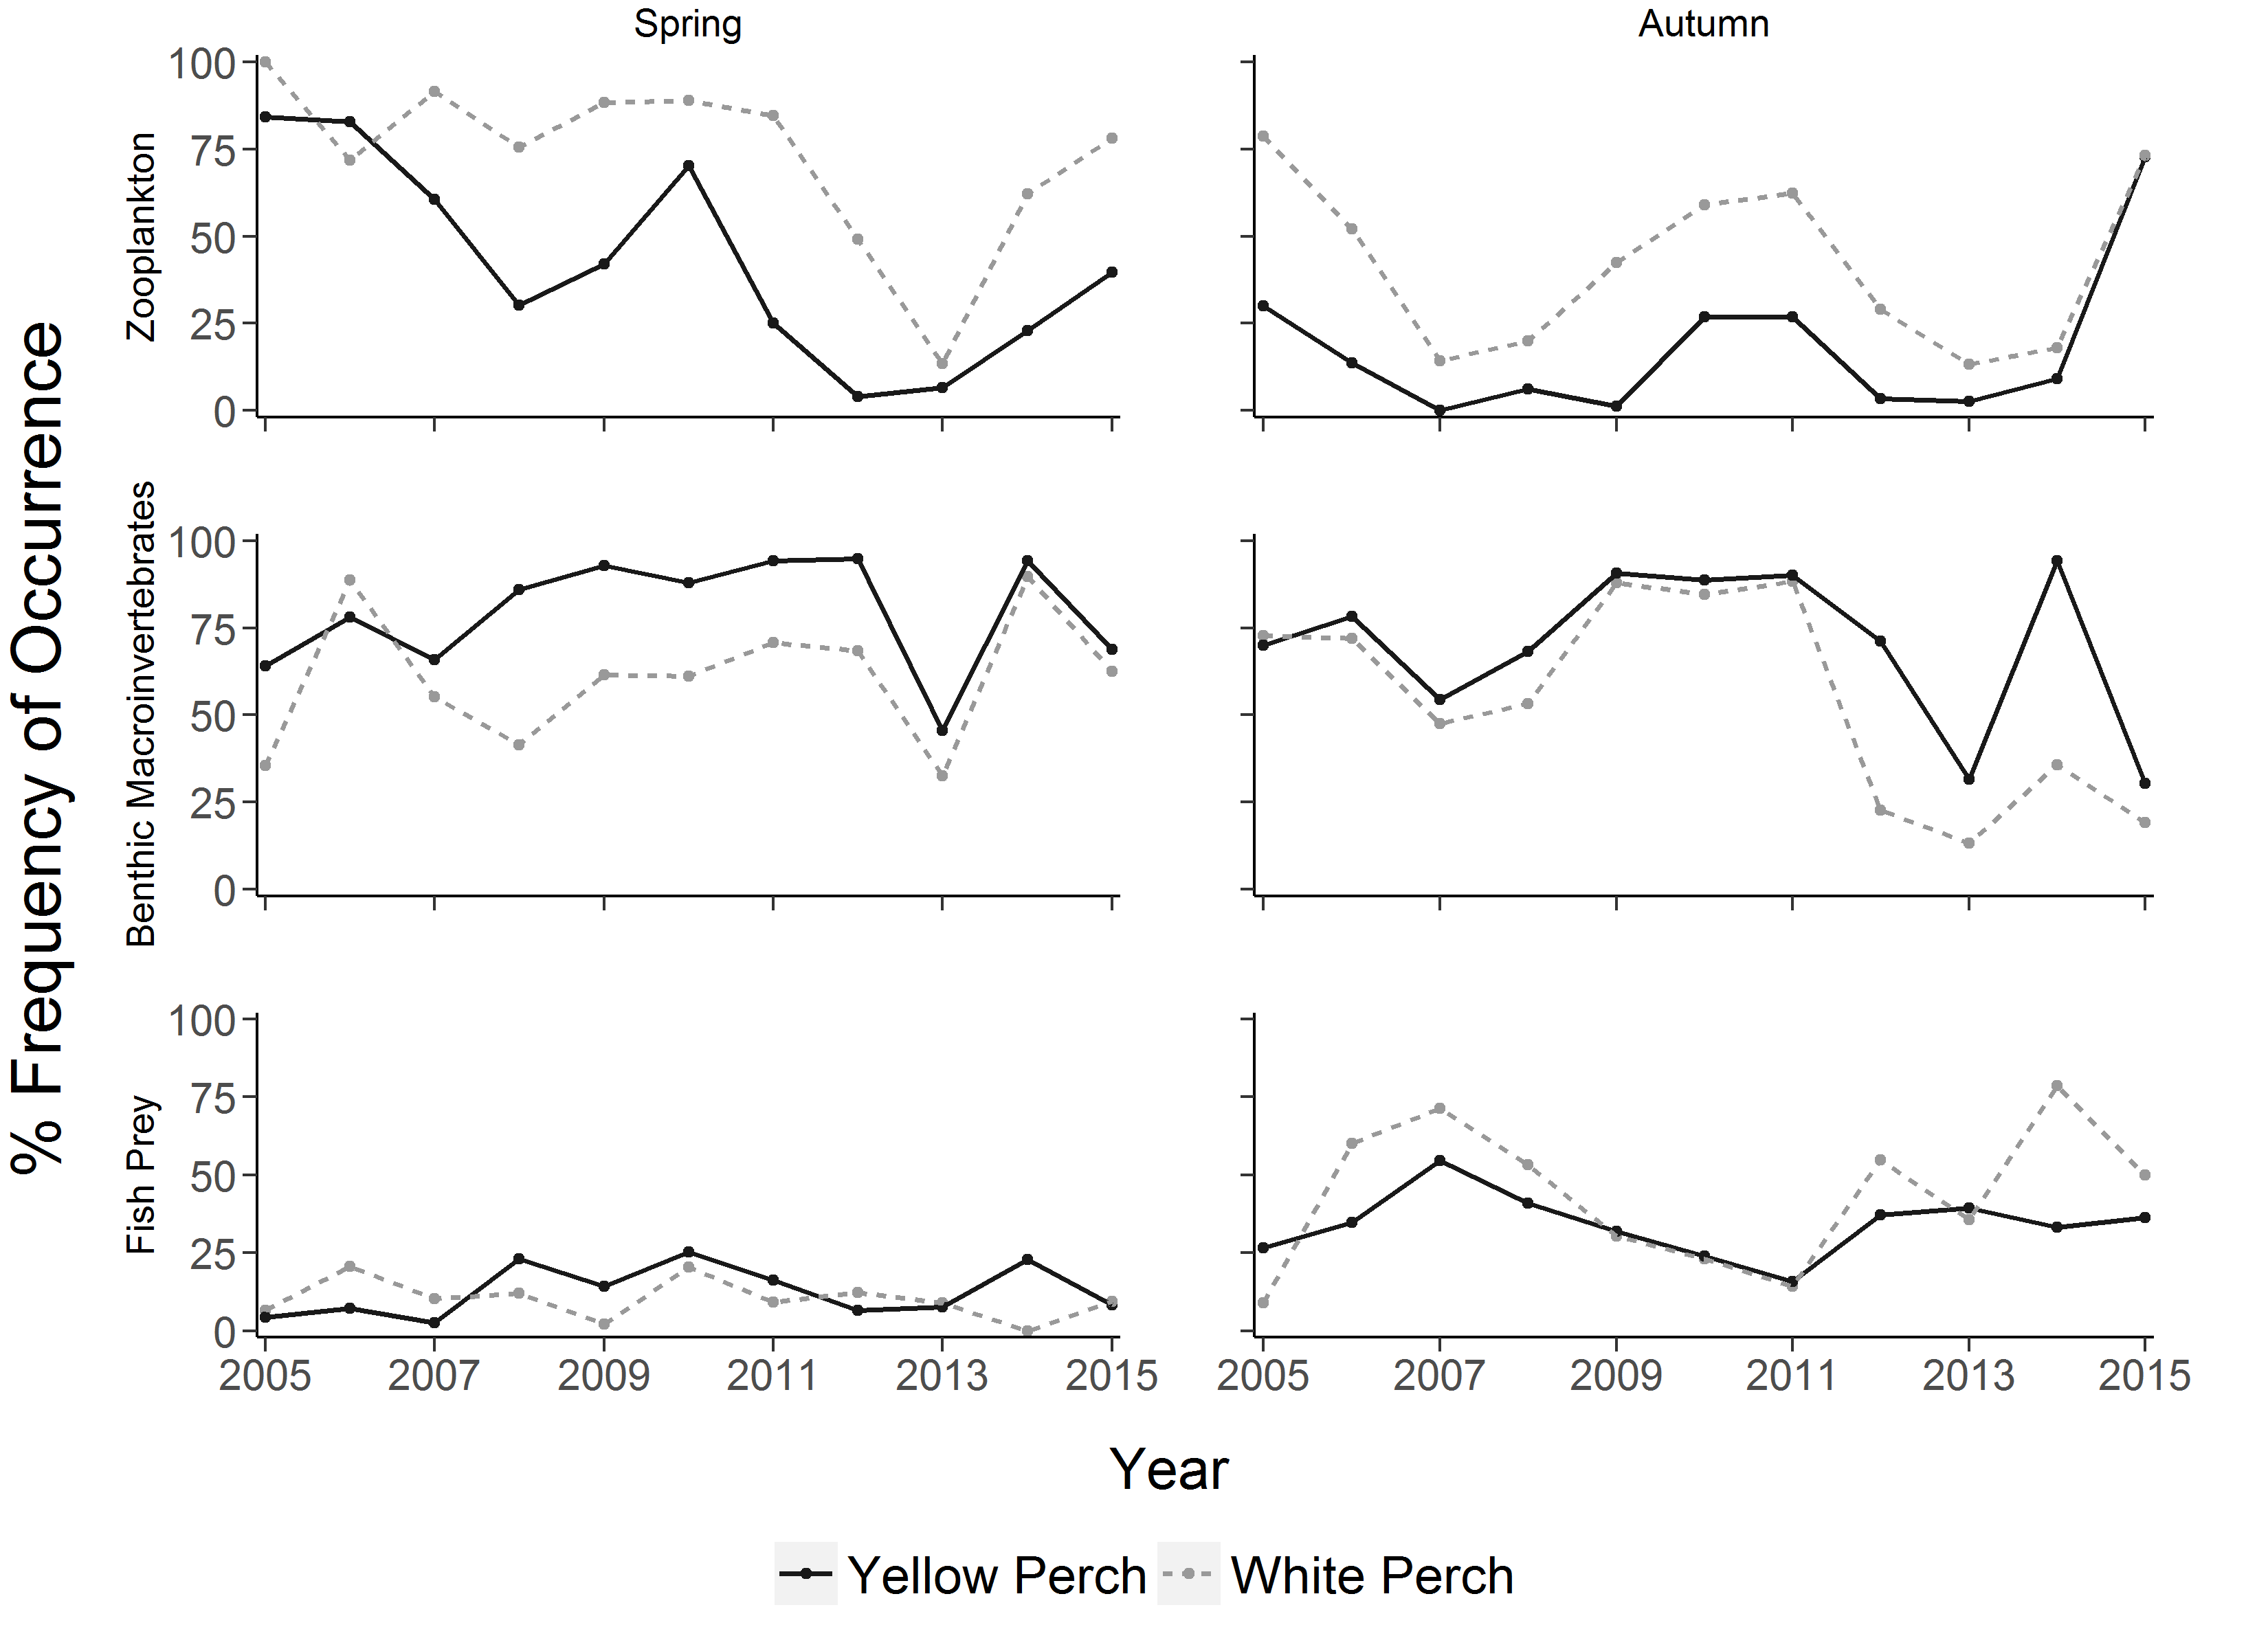 Spring
Autumn
% Frequency of Occurrence
Zooplankton
100
75
50
25
0
Benthic Macroinvertebrates
100
75
50
25
0
Fish Prey
100
75
50
25
0
2005 2007 2009 2011 2013 2015
2005 2007 2009 2011 2013 2015
Year
Yellow Perch White Perch